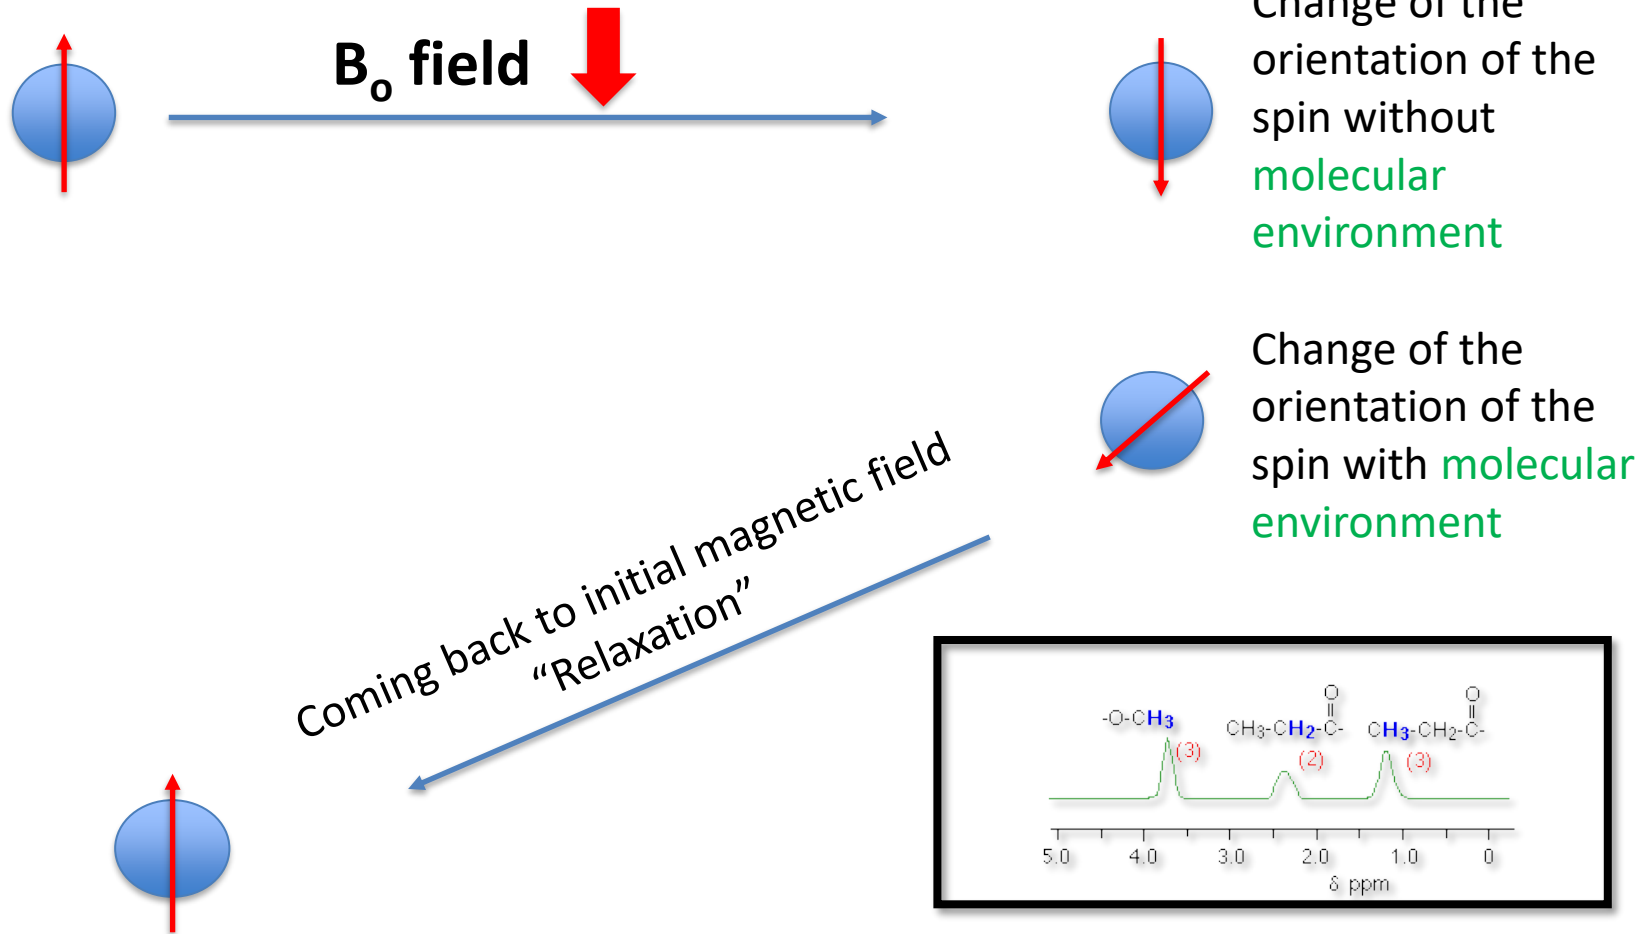 Change of the
orientation of the
spin without
molecular
environment
Bo field
Change of the
orientation of the
spin with molecular
environment
Coming back to initial magnetic field
“Relaxation”
O
-O-CH3 CH3-CH2-C- 
O
CH3-CH2-C-
(3) (2) (3)
5.0 4.0 3.0 2.0 1.0 0
δ ppm